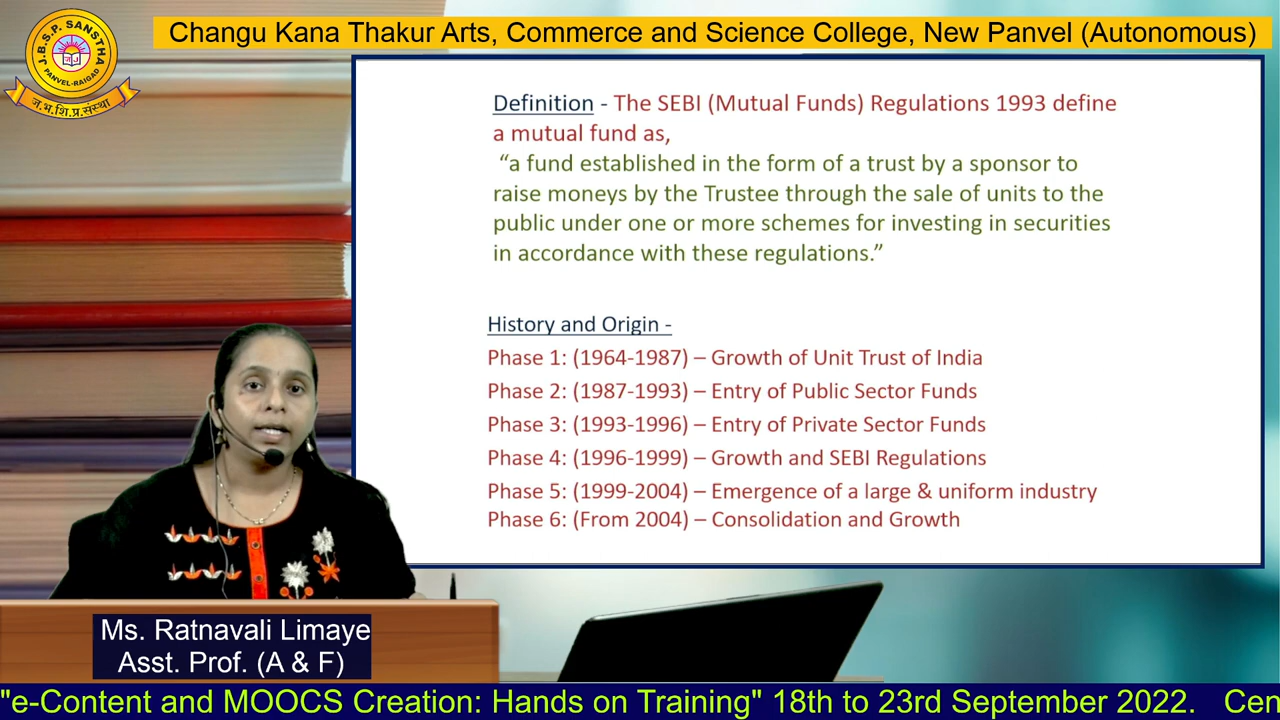 Changu Kana Thakur Arts, Commerce and Science College, New Panvel (Autonomous)
J.B.S.P. SANSTHA
PANVEL-RAIGAD
ज.भ.शि.प्र.संस्था
Definition - The SEBI (Mutual Funds) Regulations 1993 define
a mutual fund as,
“a fund established in the form of a trust by a sponsor to
raise moneys by the Trustee through the sale of units to the
public under one or more schemes for investing in securities
in accordance with these regulations.”
History and Origin -
Phase 1: (1964-1987) – Growth of Unit Trust of India
Phase 2: (1987-1993) – Entry of Public Sector Funds
Phase 3: (1993-1996) – Entry of Private Sector Funds
Phase 4: (1996-1999) – Growth and SEBI Regulations
Phase 5: (1999-2004) – Emergence of a large & uniform industry
Phase 6: (From 2004) – Consolidation and Growth
Ms. Ratnavali Limaye
Asst. Prof. (A & F)
"e-Content and MOOCS Creation: Hands on Training" 18th to 23rd September 2022. Cen